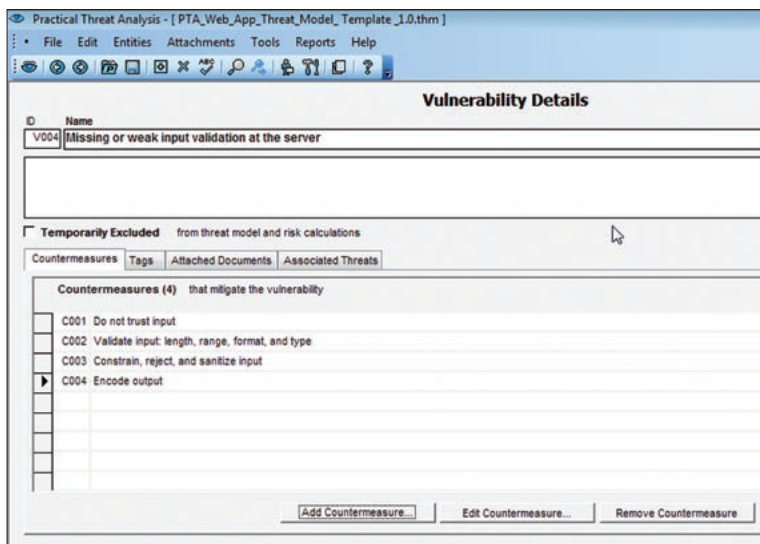 Practical Threat Analysis - [ PTA_Web_App_Threat_Model_ Template _1.0.thm ]
File Edit Entities Attachments Tools Reports Help
Vulnerability Details
ID Name
V004 Missing or weak input validation at the server
Temporarily Excluded from threat model and risk calculations
Countermeasures Tags Attached Documents Associated Threats
Countermeasures (4) that mitigate the vulnerability
C001 Do not trust input
C002 Validate input: length, range, format, and type
C003 Constrain, reject, and sanitize input
C004 Encode output
Add Countermeasure... Edit Countermeasure... Remove Countermeasure